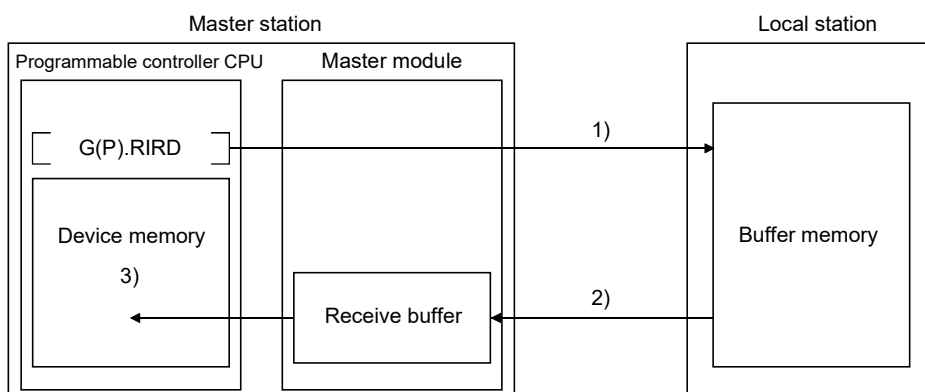 Master station
Local station
Programmable controller CPU
Master module
G(P).RIRD
1)
Device memory
3)
Buffer memory
2)
Receive buffer